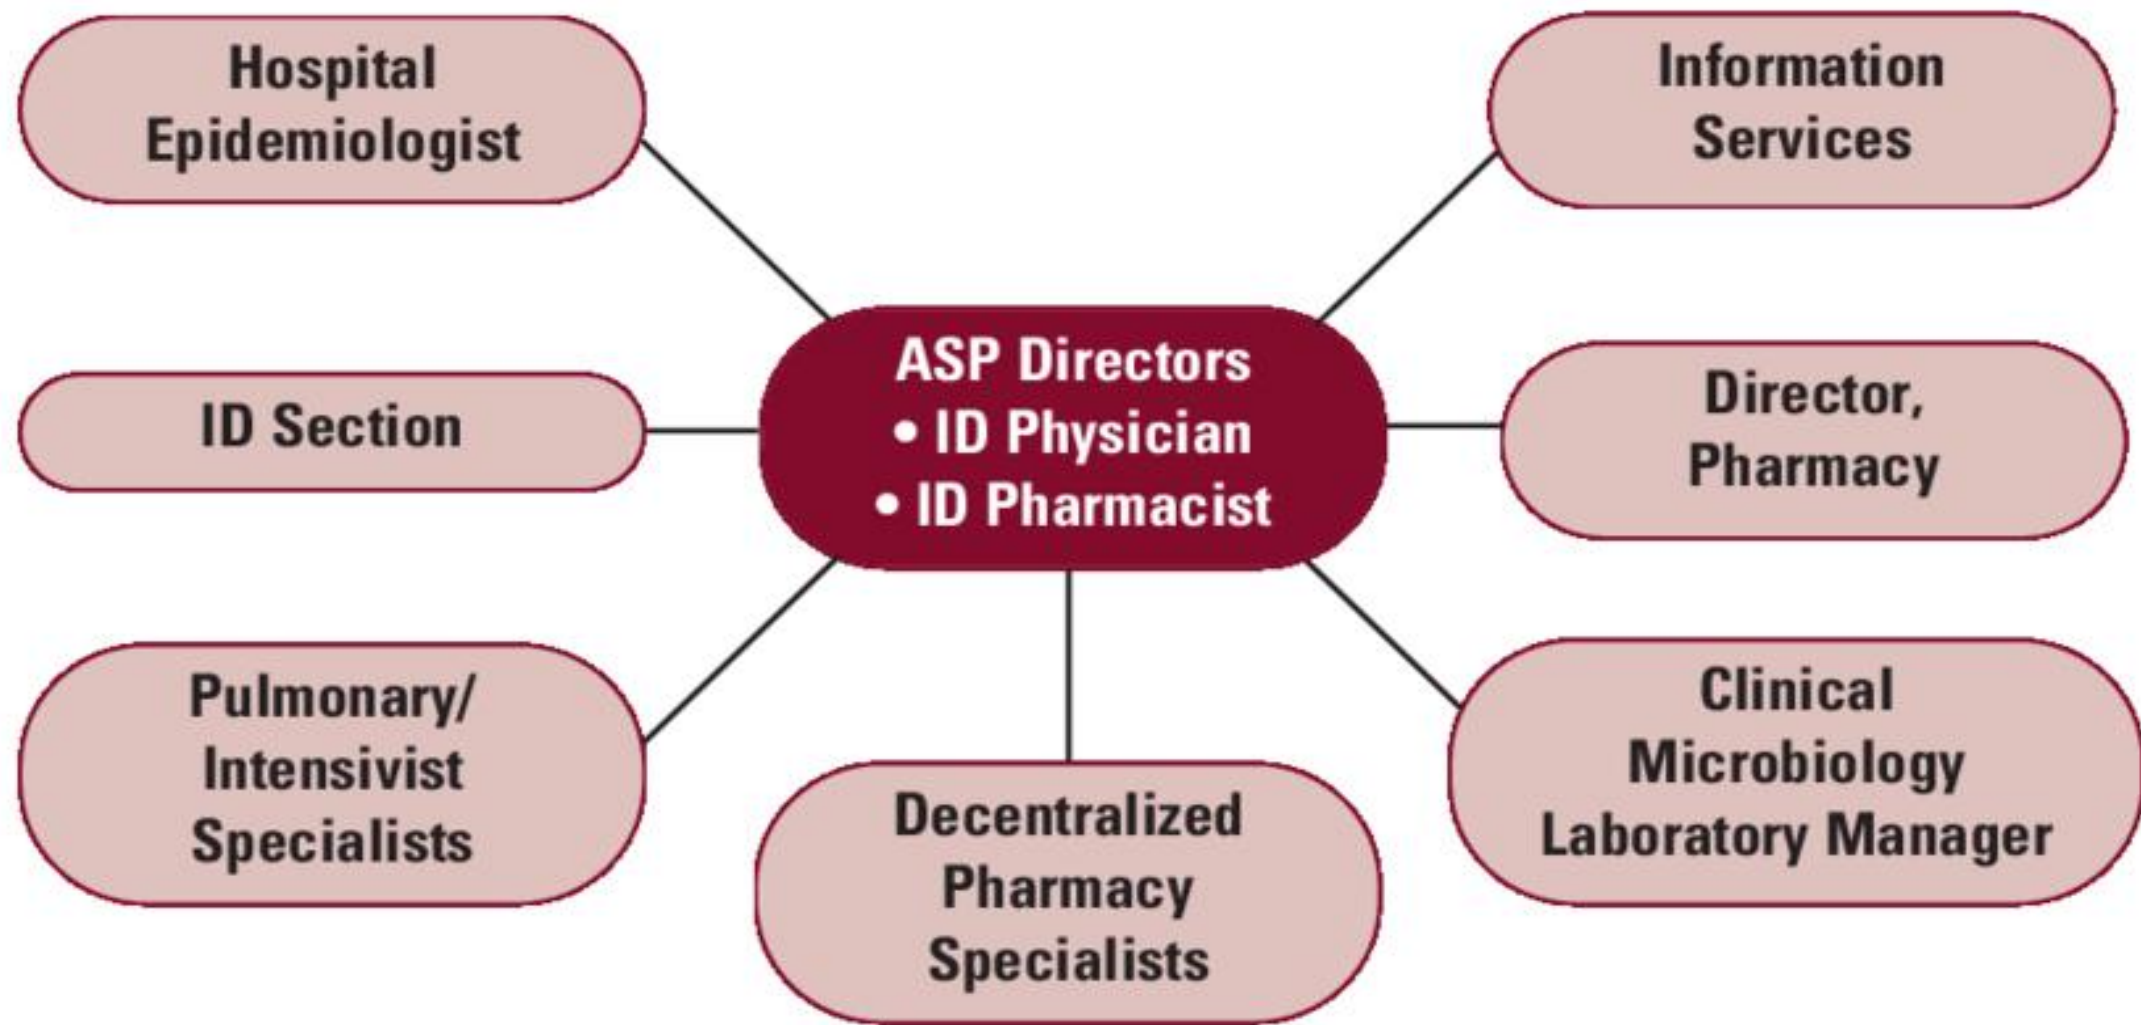 Hospital
Epidemiologist
Information
Services
ASP Directors
• ID Physician
• ID Pharmacist
ID Section
Director,
Pharmacy
Pulmonary/
Intensivist
Specialists
Decentralized
Pharmacy
Specialists
Clinical
Microbiology
Laboratory Manager